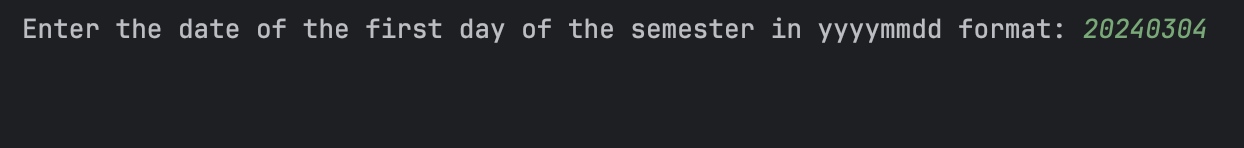 Enter the date of the first day of the semester in yyyymmdd format: 20240304